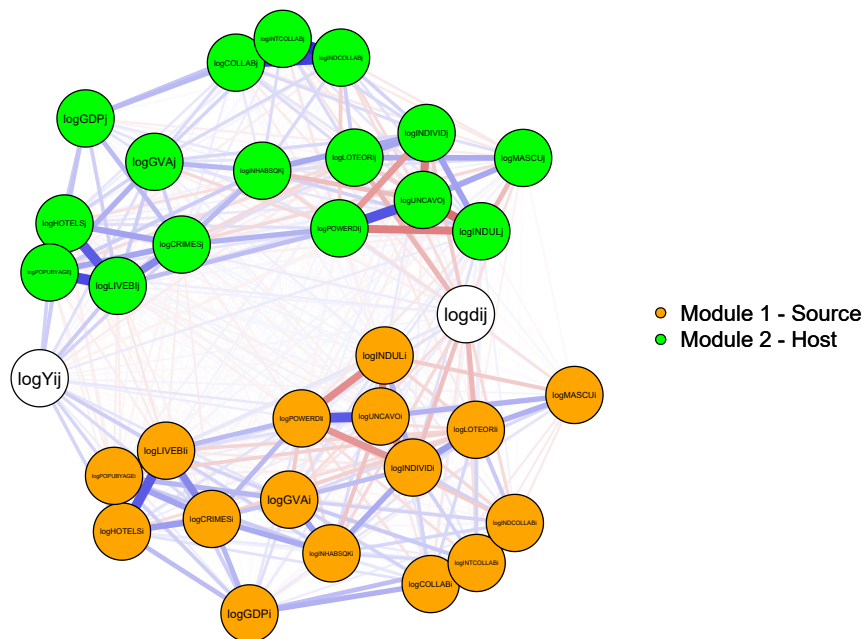 logINTCOLLABj
logCOLLABj
logINDCOLLABj
logGDPj
logINDIVIDj
logGVAj
logLOTEORIj
logMASCUj
logINHABSQKj
logUNCAVOj
logHOTELSj
logPOWERDIj
logINDULj
logCRIMESj
logPOPUBYAGEj
logLIVEBIj
logdij
Module 1 - Source
Module 2 - Host
logINDULi
logYij
logMASCUi
logPOWERDIi
logUNCAVOi
logLOTEORIi
logLIVEBIi
logINDIVIDi
logPOPUBYAGEi
logGVAi
logCRIMESi
logINDCOLLABi
logHOTELSi
logINHABSQKi
logINTCOLLABi
logCOLLABi
logGDPi